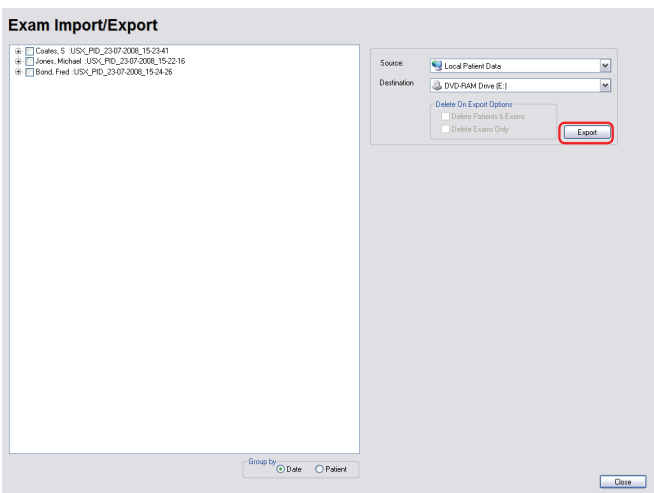 Exam Import/Export
Coates, S :USX_PID_23-07-2008_15-23-41
Jones, Michael :USX_PID_23-07-2008_15-22-16
Bond, Fred :USX_PID_23-07-2008_15-24-26
Source:
Local Patient Data
Destination
DVD-RAM Drive (E:)
Delete On Export Options
Delete Patients & Exams
Delete Exams Only
Export
Group by
Date
Patient
Close